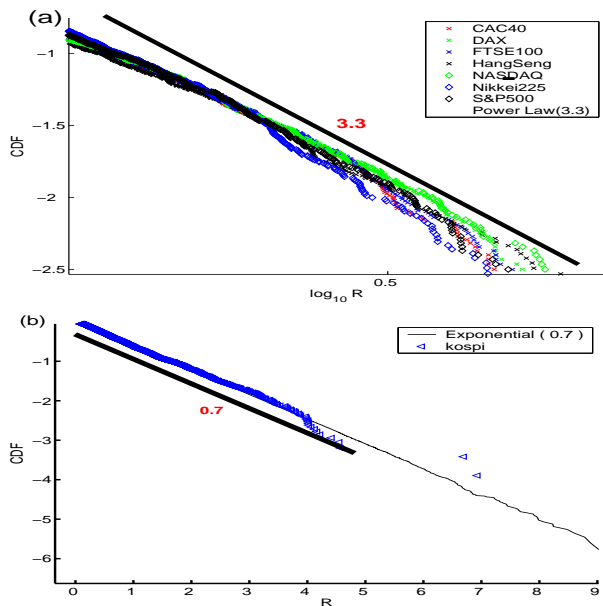 (a)
CAC40
DAX
FTSE100
HangSeng
NASDAQ
Nikkei225
S&P500
Power Law(3.3)
3.3
CDF
-1
-1.5
-2
-2.5
0.5
log10 R
(b)
Exponential ( 0.7 )
kospi
0.7
CDF
-1
-2
-3
-4
-5
-6
0 1 2 3 4 5 6 7 8 9
R